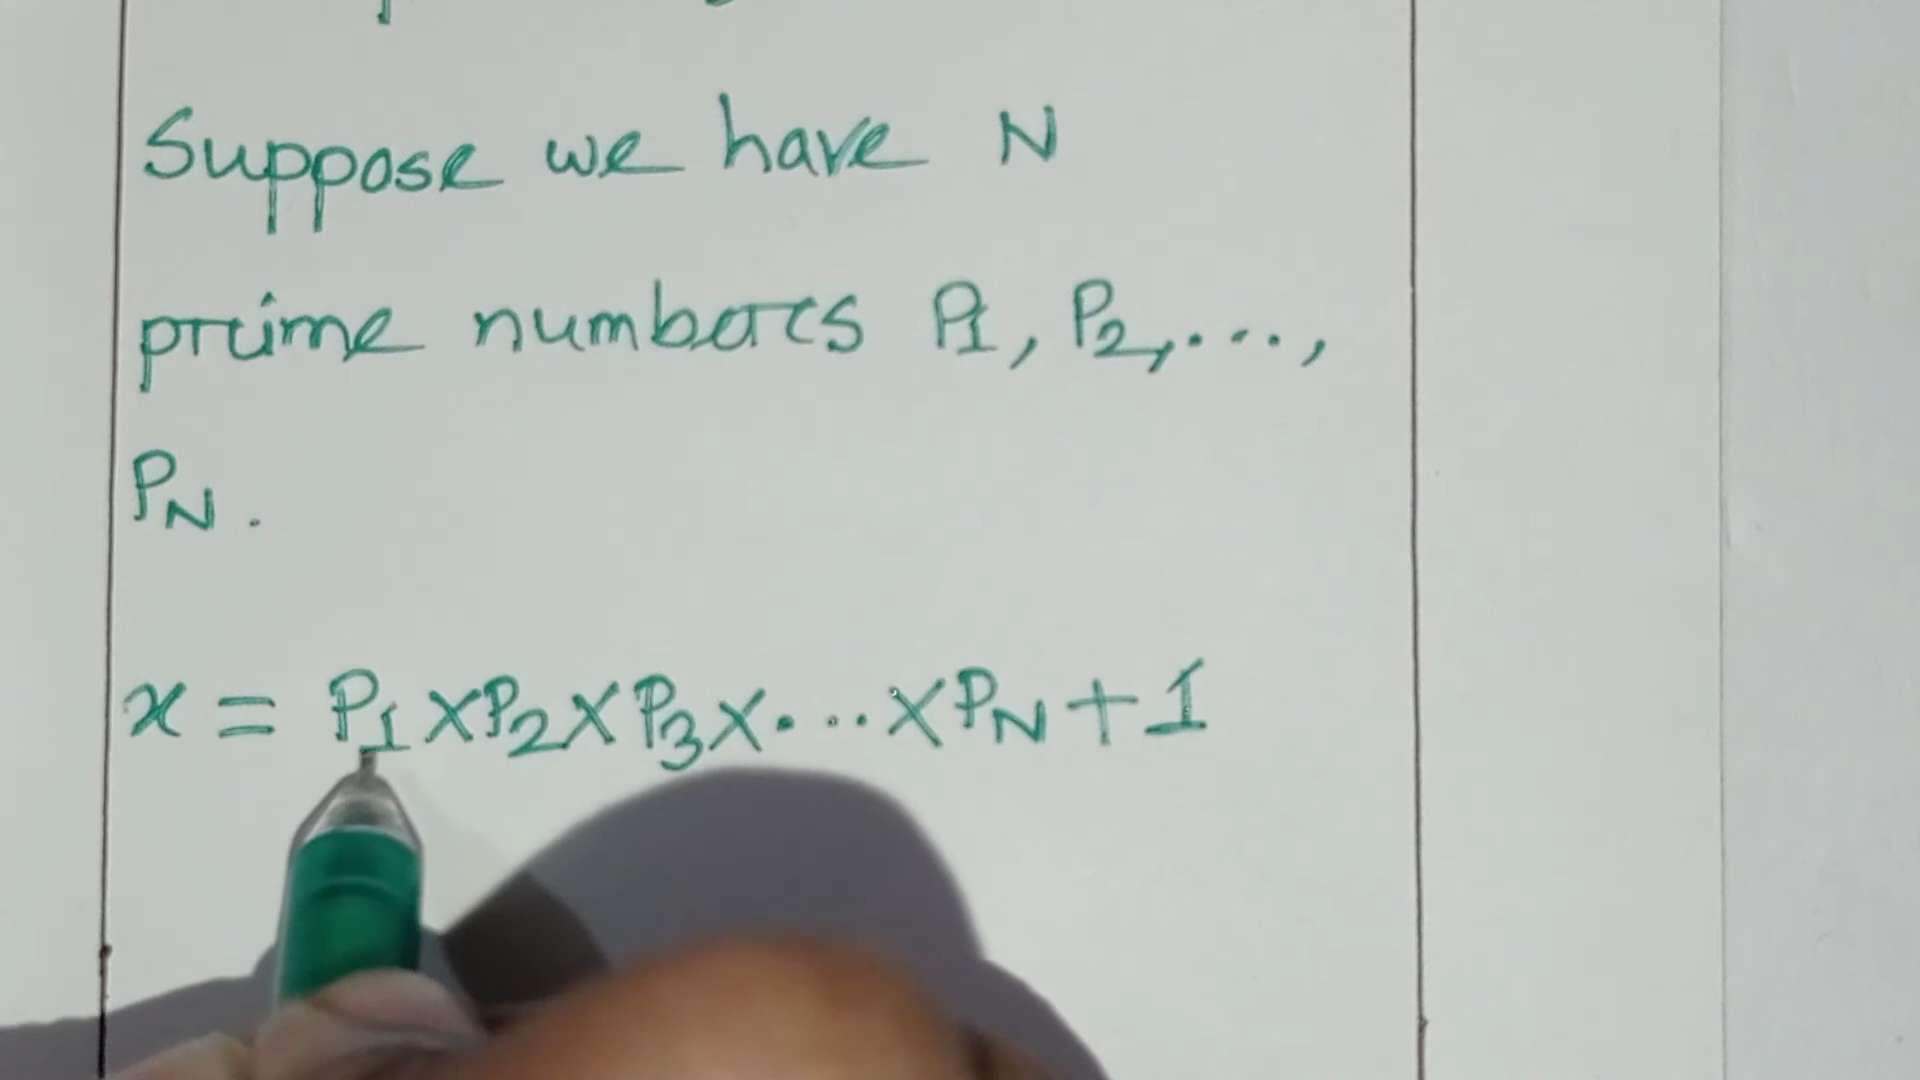 Suppose we have N
prime numbers P1, P2,...,
PN.
x = P1×P2×P3×...×PN+1